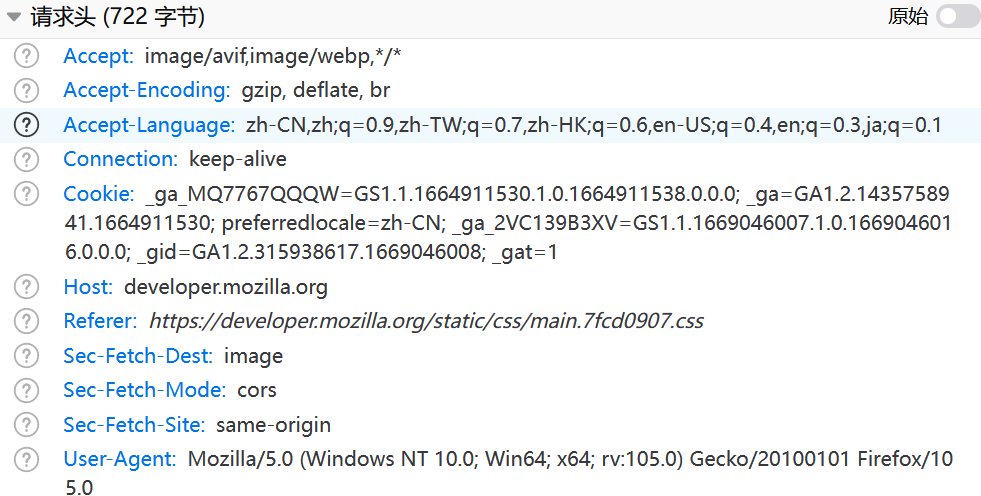 请求头 (722 字节) 原始
Accept: image/avif,image/webp,*/*
Accept-Encoding: gzip, deflate, br
Accept-Language: zh-CN,zh;q=0.9,zh-TW;q=0.7,zh-HK;q=0.6,en-US;q=0.4,en;q=0.3,ja;q=0.1
Connection: keep-alive
Cookie: _ga_MQ7767QQQW=GS1.1.1664911530.1.0.1664911538.0.0.0; _ga=GA1.2.14357589
41.1664911530; preferredlocale=zh-CN; _ga_2VC139B3XV=GS1.1.1669046007.1.0.166904601
6.0.0.0; _gid=GA1.2.315938617.1669046008; _gat=1
Host: developer.mozilla.org
Referer: https://developer.mozilla.org/static/css/main.7fcd0907.css
Sec-Fetch-Dest: image
Sec-Fetch-Mode: cors
Sec-Fetch-Site: same-origin
User-Agent: Mozilla/5.0 (Windows NT 10.0; Win64; x64; rv:105.0) Gecko/20100101 Firefox/10
5.0